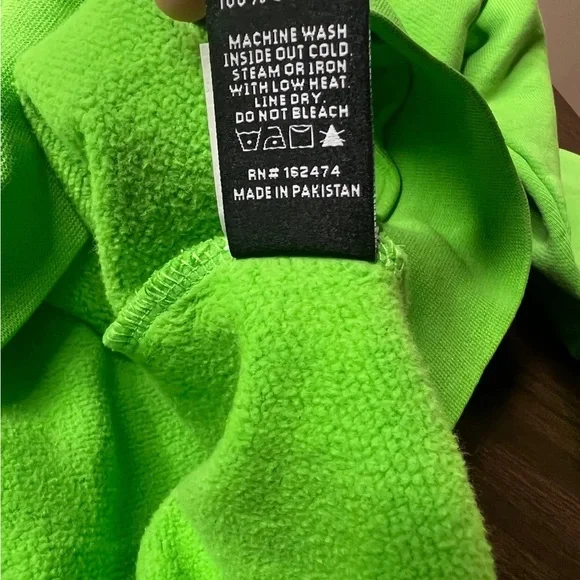 100%
MACHINE WASH
INSIDE OUT COLD.
STEAM OR IRON
WITH LOW HEAT.
LINE DRY.
DO NOT BLEACH
RN# 162474
MADE IN PAKISTAN